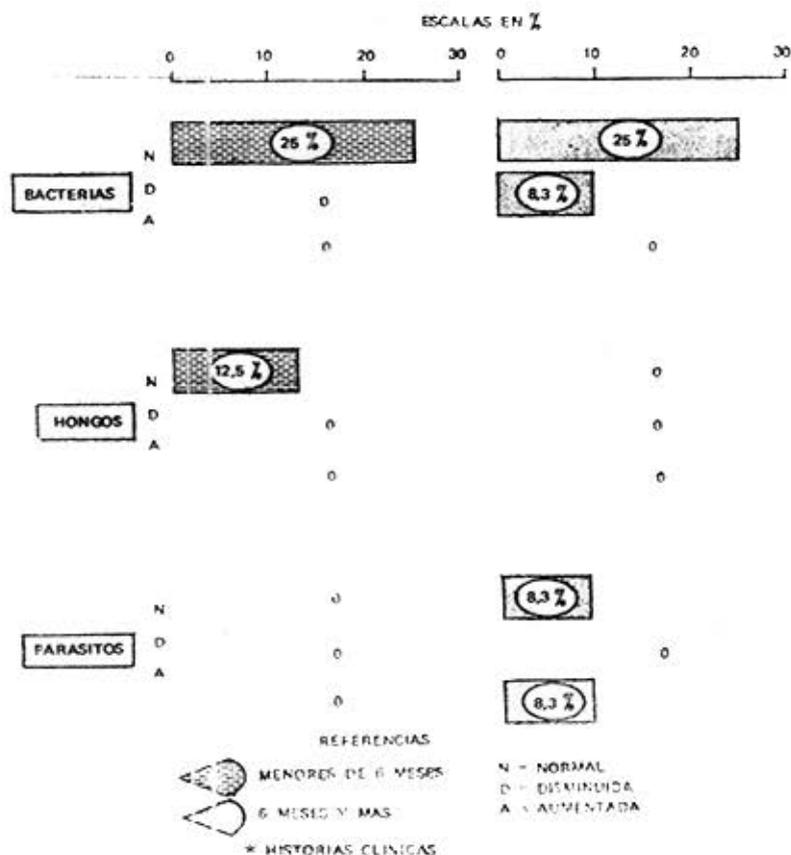 ESCALAS EN %
0 10 20 30 0 10 20 30
N 25 % 25 %
BACTERIAS D 0 8,3 %
A 0 0
N 12,5 % 0
HONGOS D 0 0
A 0 0
N 0 8,3 %
PARASITOS D 0 0
A 0 8,3 %
REFERENCIAS
MENORES DE 6 MESES N = NORMAL
D = DISMINUIDA
6 MESES Y MAS A = AUMENTADA
* HISTORIAS CLINICAS